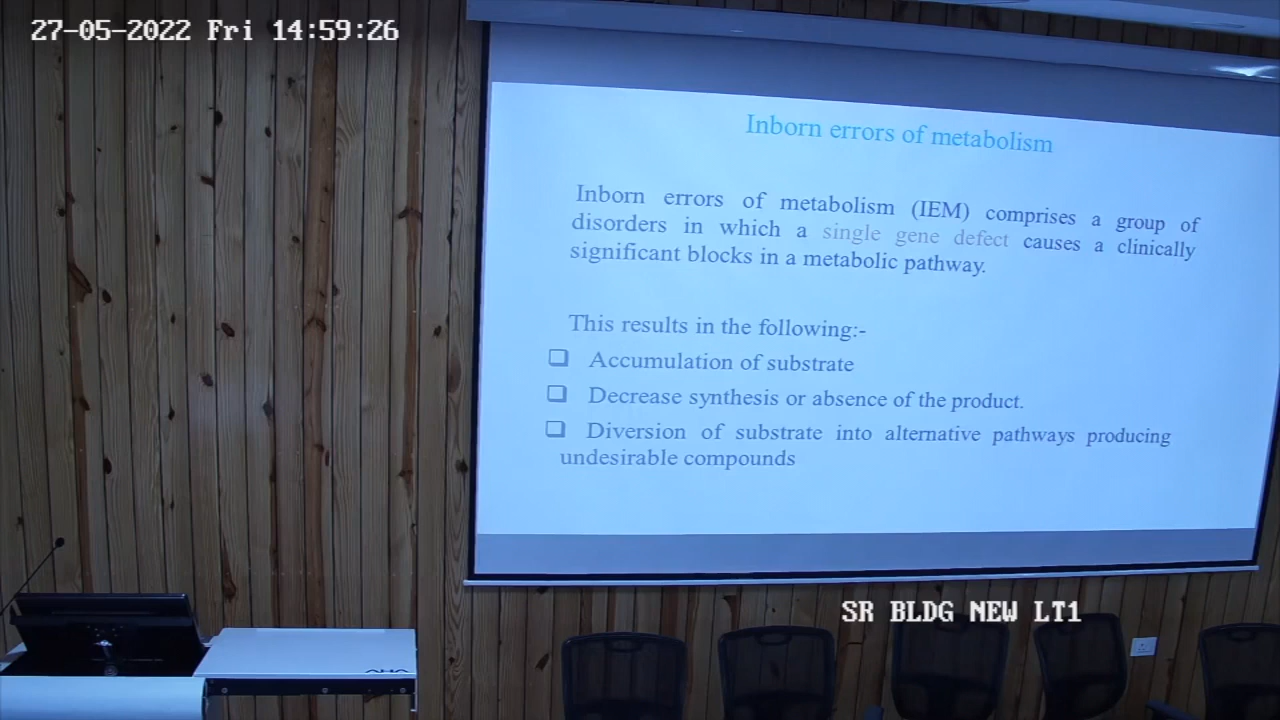 27-05-2022 Fri 14:59:26
Inborn errors of metabolism
Inborn errors of metabolism (IEM) comprises a group of
disorders in which a single gene defect causes a clinically
significant blocks in a metabolic pathway.
This results in the following:-
Accumulation of substrate
Decrease synthesis or absence of the product.
Diversion of substrate into alternative pathways producing
undesirable compounds
SR BLDG NEW LT1
AHA